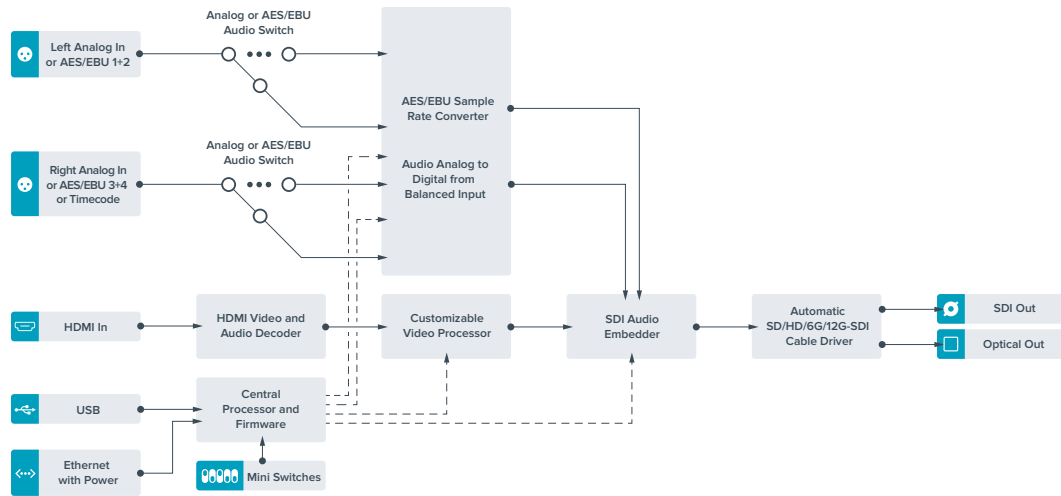 Analog or AES/EBU
Audio Switch
Left Analog In
or AES/EBU 1+2
AES/EBU Sample
Rate Converter
Analog or AES/EBU
Audio Switch
Right Analog In
or AES/EBU 3+4
or Timecode
Audio Analog to
Digital from
Balanced Input
HDMI In
HDMI Video and
Audio Decoder
Customizable
Video Processor
SDI Audio
Embedder
Automatic
SD/HD/6G/12G-SDI
Cable Driver
SDI Out
Optical Out
USB
Central
Processor and
Firmware
Ethernet
with Power
Mini Switches